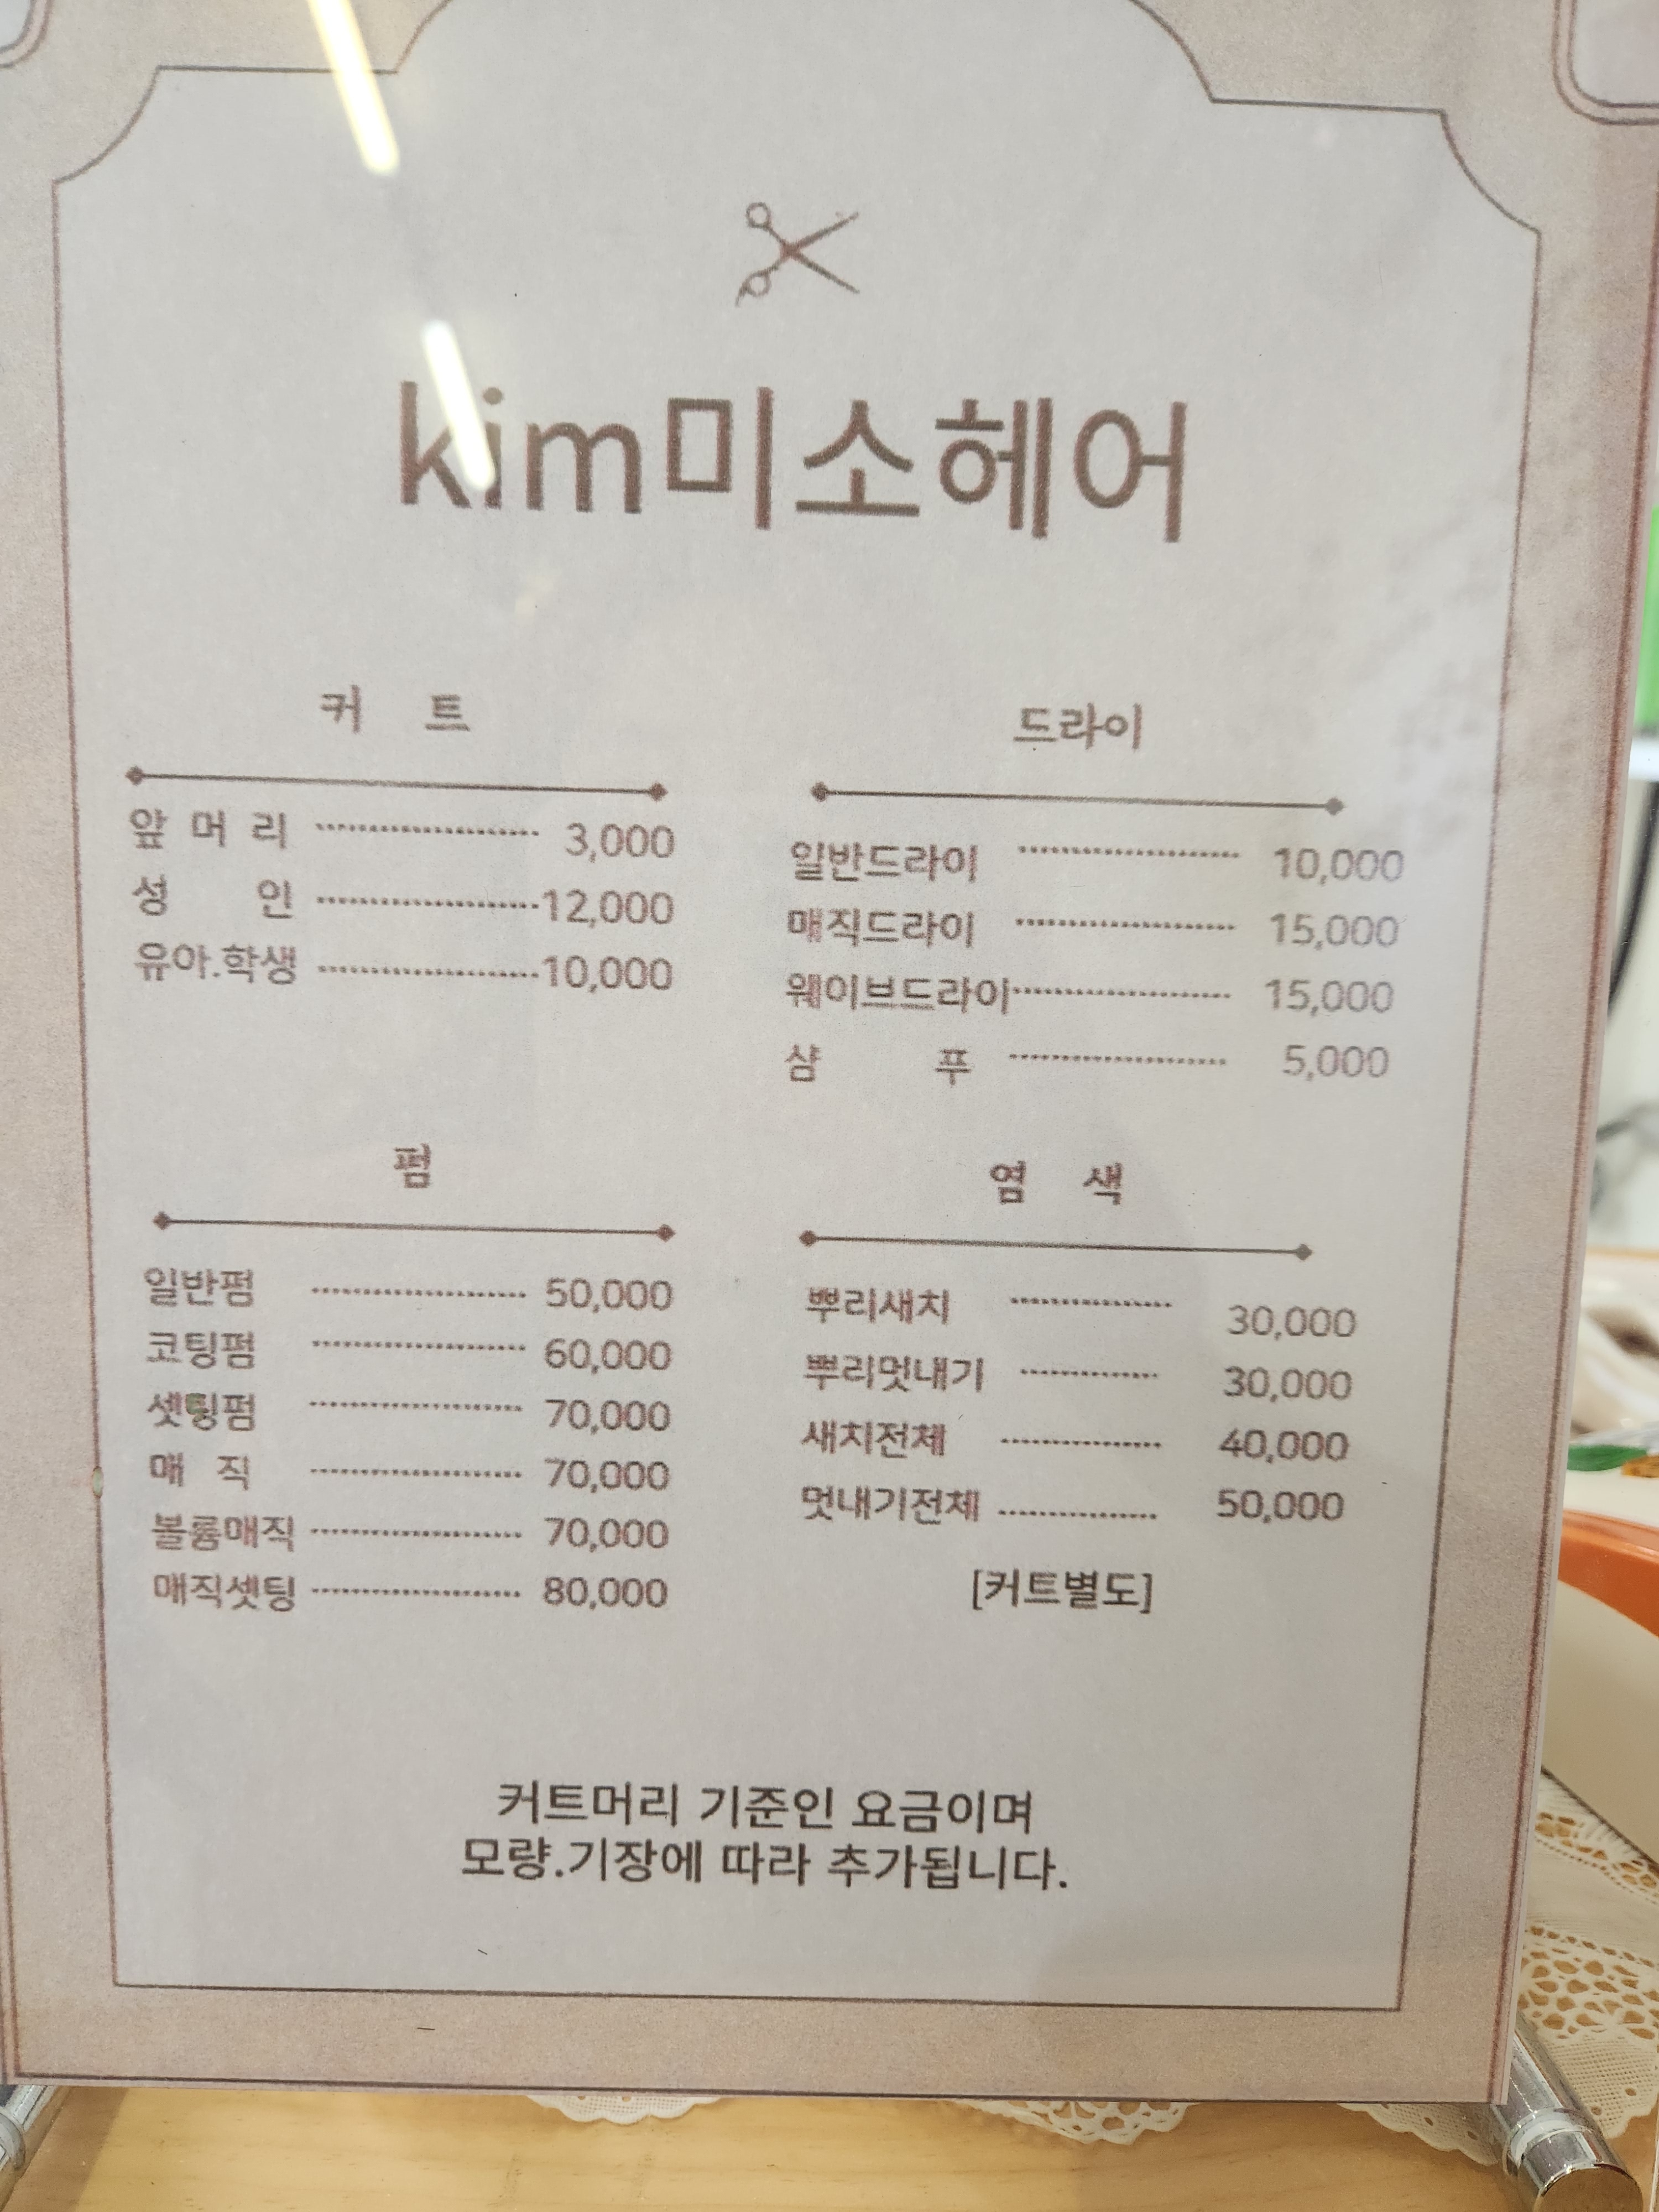 kim미소헤어
커 트
앞 머 리 3,000
성 인 12,000
유아.학생 10,000
드라이
일반드라이 10,000
매직드라이 15,000
웨이브드라이 15,000
샴 푸 5,000
펌
일반펌 50,000
코팅펌 60,000
셋팅펌 70,000
매 직 70,000
볼륨매직 70,000
매직셋팅 80,000
염 색
뿌리새치 30,000
뿌리멋내기 30,000
새치전체 40,000
멋내기전체 50,000
[커트별도]
커트머리 기준인 요금이며
모량.기장에 따라 추가됩니다.